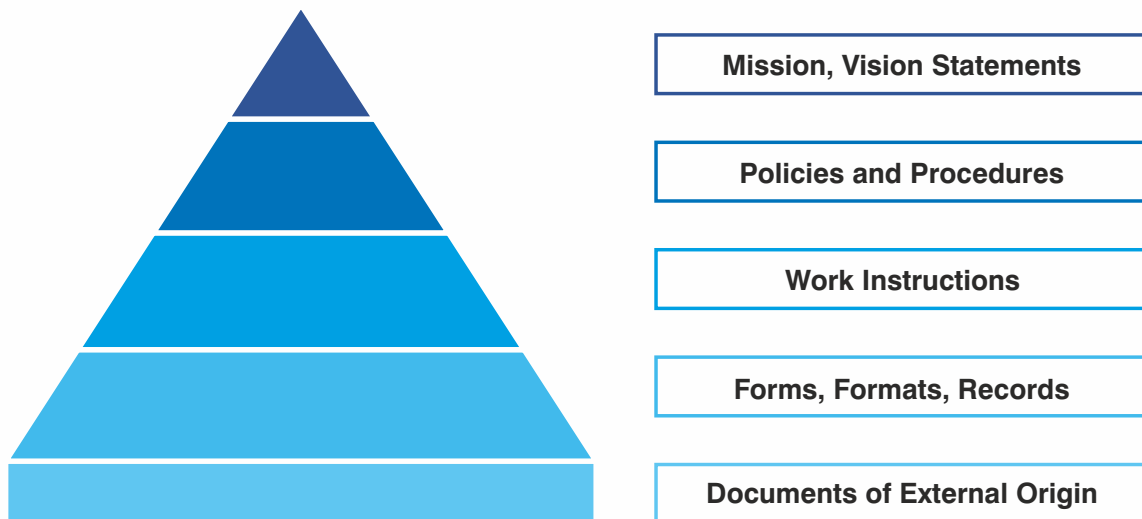 Mission, Vision Statements
Policies and Procedures
Work Instructions
Forms, Formats, Records
Documents of External Origin